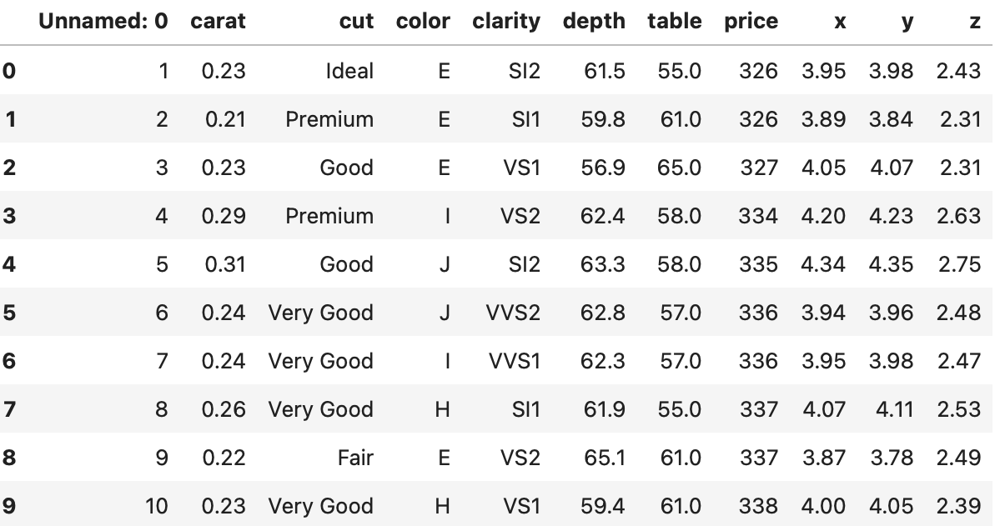 Unnamed: 0 carat cut color clarity depth table price x y z
0 1 0.23 Ideal E SI2 61.5 55.0 326 3.95 3.98 2.43
1 2 0.21 Premium E SI1 59.8 61.0 326 3.89 3.84 2.31
2 3 0.23 Good E VS1 56.9 65.0 327 4.05 4.07 2.31
3 4 0.29 Premium I VS2 62.4 58.0 334 4.20 4.23 2.63
4 5 0.31 Good J SI2 63.3 58.0 335 4.34 4.35 2.75
5 6 0.24 Very Good J VVS2 62.8 57.0 336 3.94 3.96 2.48
6 7 0.24 Very Good I VVS1 62.3 57.0 336 3.95 3.98 2.47
7 8 0.26 Very Good H SI1 61.9 55.0 337 4.07 4.11 2.53
8 9 0.22 Fair E VS2 65.1 61.0 337 3.87 3.78 2.49
9 10 0.23 Very Good H VS1 59.4 61.0 338 4.00 4.05 2.39